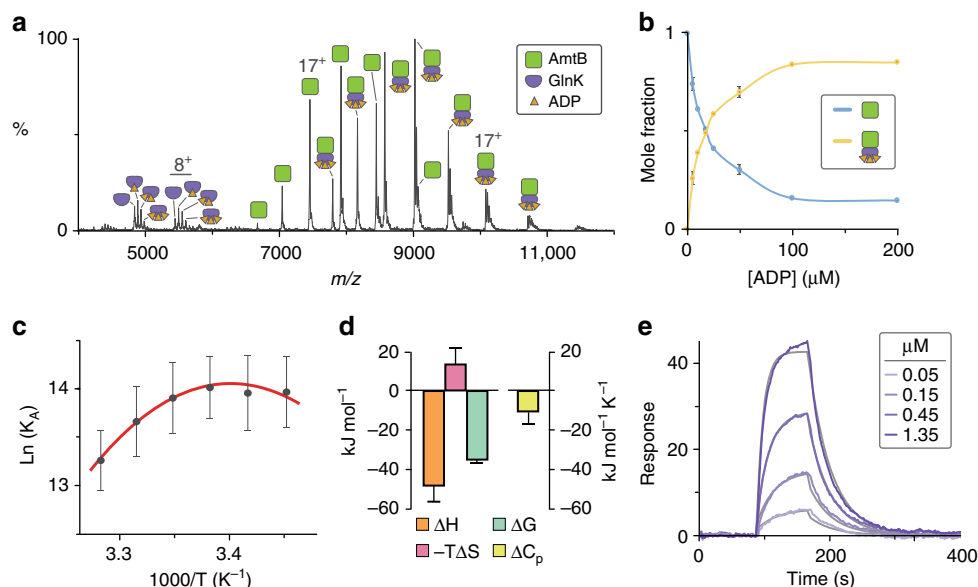 a
100
%
0
17+
8+
17+
5000
7000
9000
11,000
m/z
AmtB
GlnK
ADP
b
1
0
Mole fraction
0
100
200
[ADP] (μM)
c
14
13
Ln (KA)
3.3
3.4
1000/T (K−1)
d
20
0
−20
−40
−60
kJ mol−1
20
0
−20
−40
−60
kJ mol−1 K−1
ΔH
ΔG
−TΔS
ΔCp
e
40
20
0
Response
0
200
400
Time (s)
μM
0.05
0.15
0.45
1.35